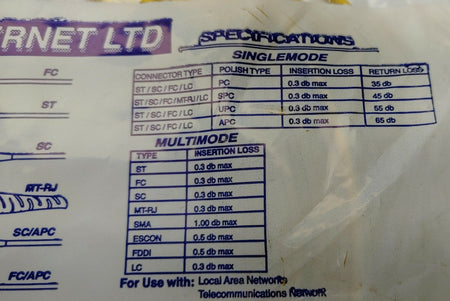 RNET LTD
SPECIFICATIONS
SINGLEMODE
CONNECTOR TYPE POLISH TYPE INSERTION LOSS RETURN LOSS
ST / SC / FC / LC PC 0.3 db max 35 db
ST / SC / FC/MT-RJ/LC SPC 0.3 db max 45 db
ST / SC / FC / LC UPC 0.3 db max 55 db
ST / SC / FC / LC APC 0.3 db max 65 db
FC
ST
SC
MT-RJ
SC/APC
FC/APC
MULTIMODE
TYPE INSERTION LOSS
ST 0.3 db max
FC 0.3 db max
SC 0.3 db max
MT-RJ 0.3 db max
SMA 1.00 db max
ESCON 0.5 db max
FDDI 0.5 db max
LC 0.3 db max
For Use with: Local Area Networks
Telecommunications Network